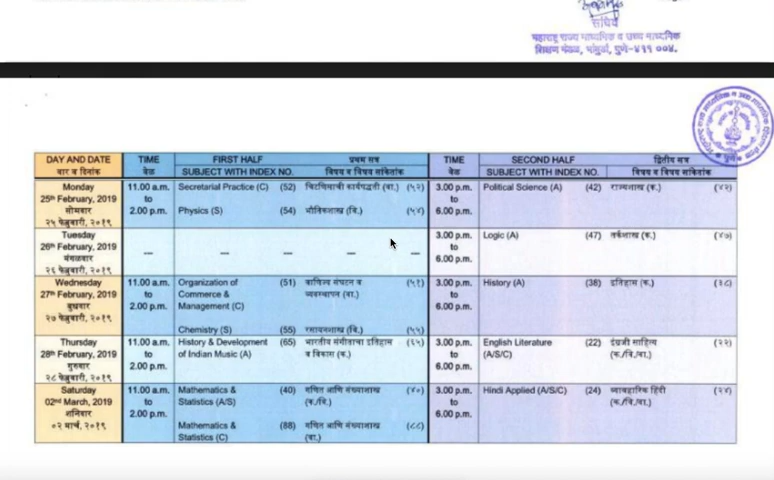 सचिव
महाराष्ट्र राज्य माध्यमिक व उच्च माध्यमिक
शिक्षण मंडळ, पुणे-४११ ००४.
DAY AND DATE
वार व दिनांक
TIME
वेळ
FIRST HALF प्रथम सत्र
SUBJECT WITH INDEX NO. विषय व विषय सांकेतांक
TIME
वेळ
SECOND HALF द्वितीय सत्र
SUBJECT WITH INDEX NO. विषय व विषय सांकेतांक
Monday
25th February, 2019
सोमवार
२५ फेब्रुवारी, २०१९
11.00 a.m.
to
2.00 p.m.
Secretarial Practice (C) (52) चिटणिसाची कार्यपद्धती (वा.) (५२)
Physics (S) (54) भौतिकशास्त्र (वि.) (५४)
3.00 p.m.
to
6.00 p.m.
Political Science (A) (42) राज्यशास्त्र (क.) (४२)
Tuesday
26th February, 2019
मंगळवार
२६ फेब्रुवारी, २०१९
--- --- --- --- ---
3.00 p.m.
to
6.00 p.m.
Logic (A) (47) तर्कशास्त्र (क.) (४७)
Wednesday
27th February, 2019
बुधवार
२७ फेब्रुवारी, २०१९
11.00 a.m.
to
2.00 p.m.
Organization of (51) वाणिज्य संघटन व (५१)
Commerce & व्यवस्थापन (वा.)
Management (C)
Chemistry (S) (55) रसायनशास्त्र (वि.) (५५)
3.00 p.m.
to
6.00 p.m.
History (A) (38) इतिहास (क.) (३८)
Thursday
28th February, 2019
गुरुवार
२८ फेब्रुवारी, २०१९
11.00 a.m.
to
2.00 p.m.
History & Development (65) भारतीय संगीताचा इतिहास (६५)
of Indian Music (A) व विकास (क.)
3.00 p.m.
to
6.00 p.m.
English Literature (22) इंग्रजी साहित्य (२२)
(A/S/C) (क./वि./वा.)
Saturday
02nd March, 2019
शनिवार
०२ मार्च, २०१९
11.00 a.m.
to
2.00 p.m.
Mathematics & (40) गणित आणि संख्याशास्त्र (४०)
Statistics (A/S) (क./वि.)
Mathematics & (88) गणित आणि संख्याशास्त्र (८८)
Statistics (C) (वा.)
3.00 p.m.
to
6.00 p.m.
Hindi Applied (A/S/C) (24) व्यावहारिक हिंदी (२४)
(क./वि./वा.)